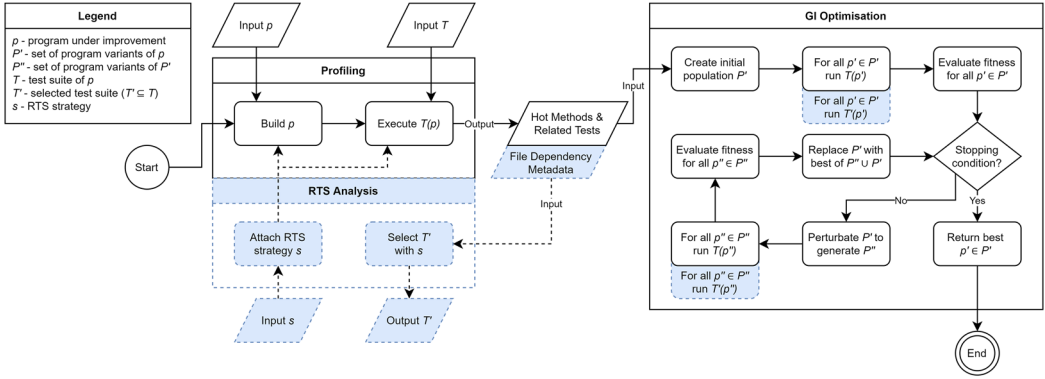 Legend
p - program under improvement
P' - set of program variants of p
P" - set of program variants of P'
T - test suite of p
T' - selected test suite (T' ⊆ T)
s - RTS strategy
Input p
Input T
Profiling
Start
Build p
Execute T(p)
Output
Hot Methods &
Related Tests
File Dependency
Metadata
Input
Input
RTS Analysis
Attach RTS
strategy s
Select T'
with s
Input s
Output T'
GI Optimisation
Create initial
population P'
For all p' ∈ P'
run T(p')
For all p' ∈ P'
run T'(p')
Evaluate fitness
for all p' ∈ P'
Evaluate fitness
for all p" ∈ P"
Replace P' with
best of P" ∪ P'
Stopping
condition?
No
Yes
For all p" ∈ P"
run T(p")
For all p" ∈ P"
run T'(p")
Perturbate P' to
generate P"
Return best
p' ∈ P'
End